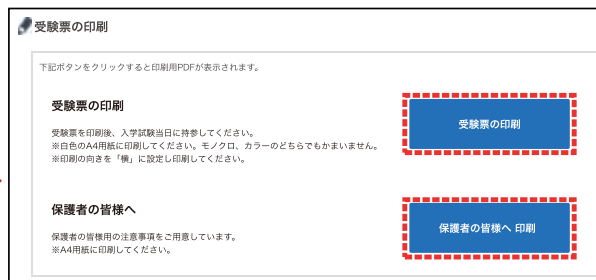 受験票の印刷
下記ボタンをクリックすると印刷用PDFが表示されます。
受験票の印刷
受験票を印刷後、入学試験当日に持参してください。
※白色のA4用紙に印刷してください。モノクロ、カラーのどちらでもかまいません。
※印刷の向きを「横」に設定し印刷してください。
受験票の印刷
保護者の皆様へ
保護者の皆様用の注意事項をご用意しています。
※A4用紙に印刷してください。
保護者の皆様へ 印刷